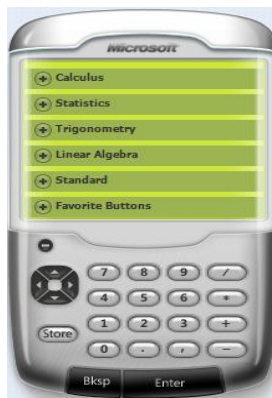 Microsoft
Calculus
Statistics
Trigonometry
Linear Algebra
Standard
Favorite Buttons
7 8 9 /
4 5 6 *
Store
1 2 3 +
0 . , −
Bksp Enter